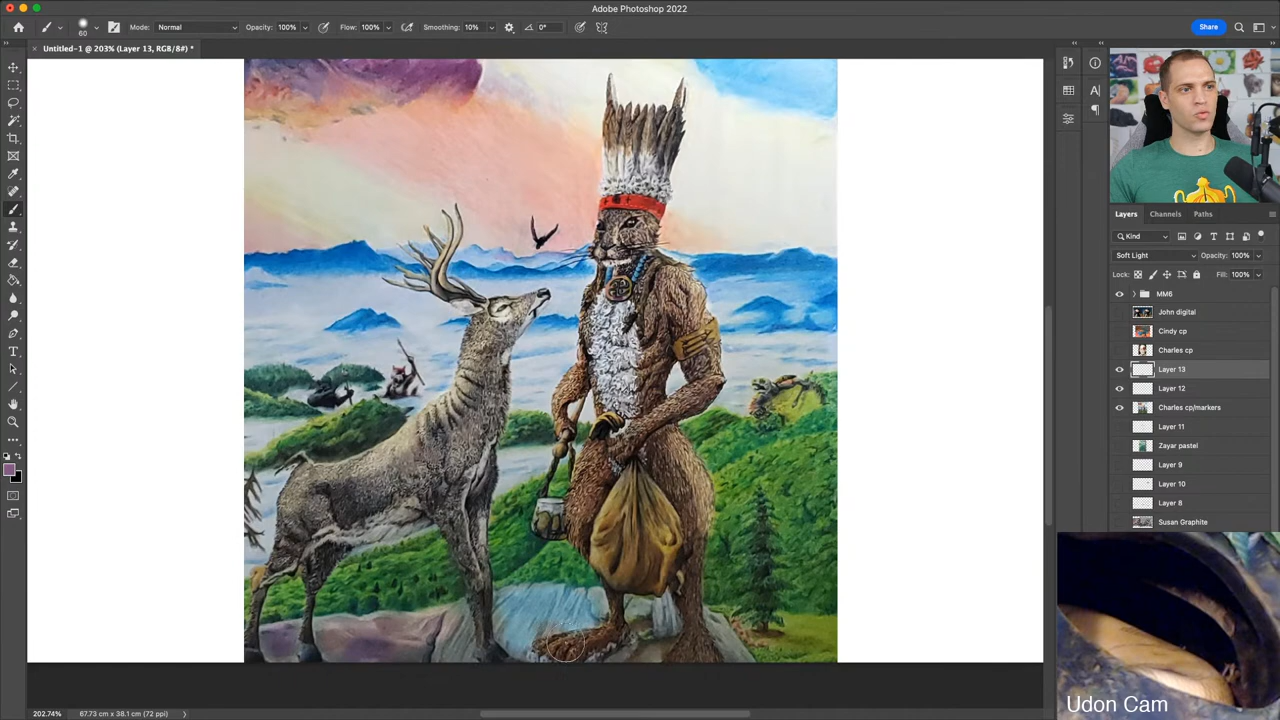 Adobe Photoshop 2022
60
Mode: Normal Opacity: 100% Flow: 100% Smoothing: 10% 0° Share
Untitled-1 @ 203% (Layer 13, RGB/8#) *
Layers Channels Paths
Kind
Soft Light Opacity: 100%
Lock: Fill: 100%
MM6
John digital
Cindy cp
Charles cp
Layer 13
Layer 12
Charles cp/markers
Layer 11
Zayar pastel
Layer 9
Layer 10
Layer 8
Susan Graphite
Udon Cam
202.74% 67.73 cm x 38.1 cm (72 ppi)